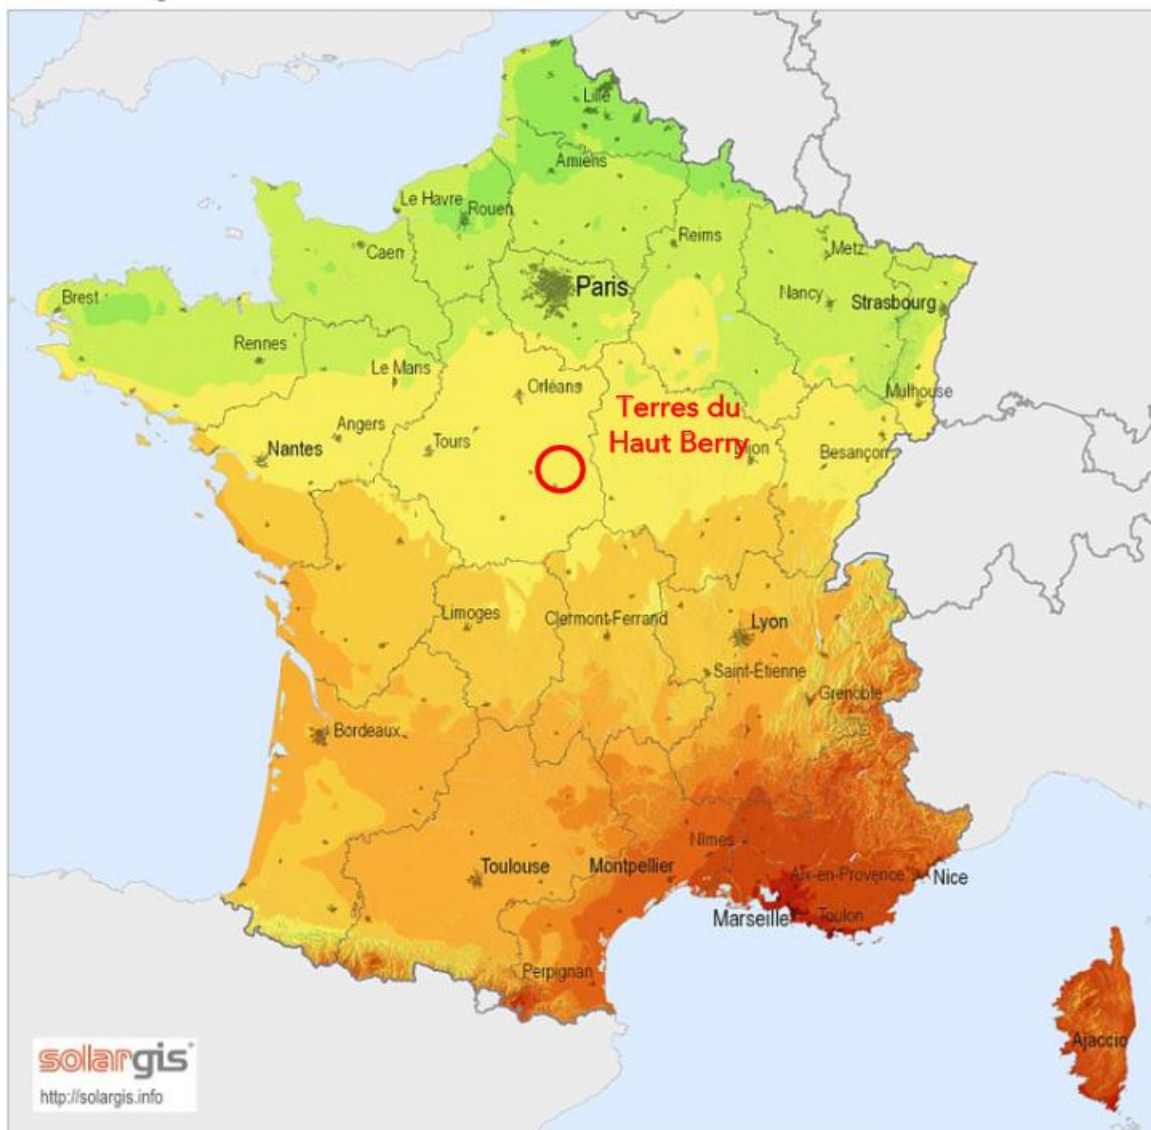 Lille
Amiens
Le Havre
Rouen
Reims
Metz
Caen
Paris
Nancy
Strasbourg
Brest
Rennes
Le Mans
Orléans
Mulhouse
Terres du
Haut Berry
Angers
Tours
Nantes
Besançon
Limoges
Clermont-Ferrand
Lyon
Saint-Étienne
Grenoble
Bordeaux
Nîmes
Toulouse
Montpellier
Aix-en-Provence
Nice
Marseille
Toulon
Perpignan
Ajaccio
solargis
http://solargis.info